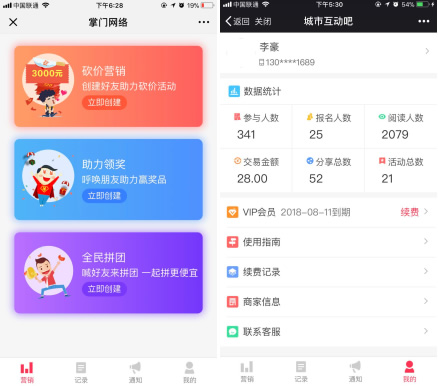 中国联通 下午6:28 19%
掌门网络
3000元
砍价营销
创建好友助力砍价活动
立即创建
助力领奖
呼唤朋友助力赢奖品
立即创建
全民拼团
喊好友来拼团 一起拼更便宜
立即创建
营销 记录 通知 我的
中国联通 下午5:30 54%
返回 关闭 城市互动吧
李豪
130****1689
数据统计
参与人数 报名人数 阅读人数
341 25 2079
交易金额 分享总数 活动总数
28.00 52 21
VIP会员 2018-08-11到期 续费
使用指南
续费记录
商家信息
联系客服
营销 记录 通知 我的